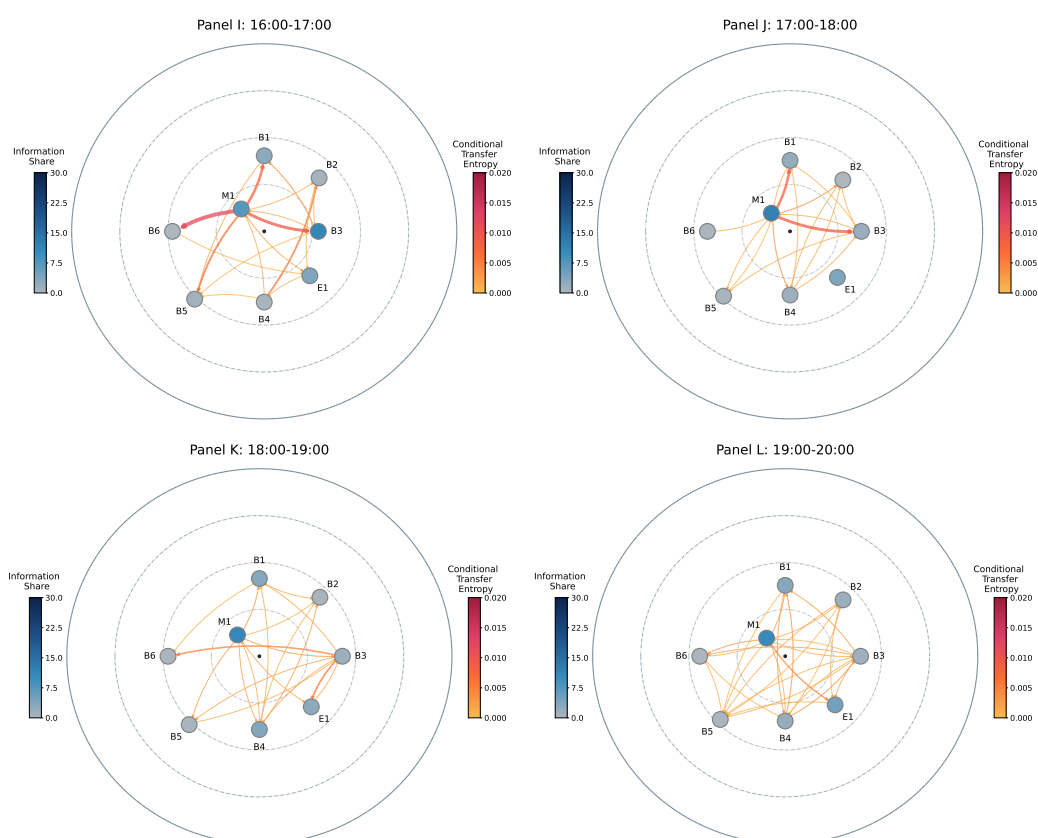 Panel I: 16:00-17:00
Information
Share
30.0
22.5
15.0
7.5
0.0
B1
B2
M1
B6
B3
E1
B5
B4
Conditional
Transfer
Entropy
0.020
0.015
0.010
0.005
0.000
Panel J: 17:00-18:00
Information
Share
30.0
22.5
15.0
7.5
0.0
B1
B2
M1
B6
B3
E1
B5
B4
Conditional
Transfer
Entropy
0.020
0.015
0.010
0.005
0.000
Panel K: 18:00-19:00
Information
Share
30.0
22.5
15.0
7.5
0.0
B1
B2
M1
B6
B3
E1
B5
B4
Conditional
Transfer
Entropy
0.020
0.015
0.010
0.005
0.000
Panel L: 19:00-20:00
Information
Share
30.0
22.5
15.0
7.5
0.0
B1
B2
M1
B6
B3
E1
B5
B4
Conditional
Transfer
Entropy
0.020
0.015
0.010
0.005
0.000